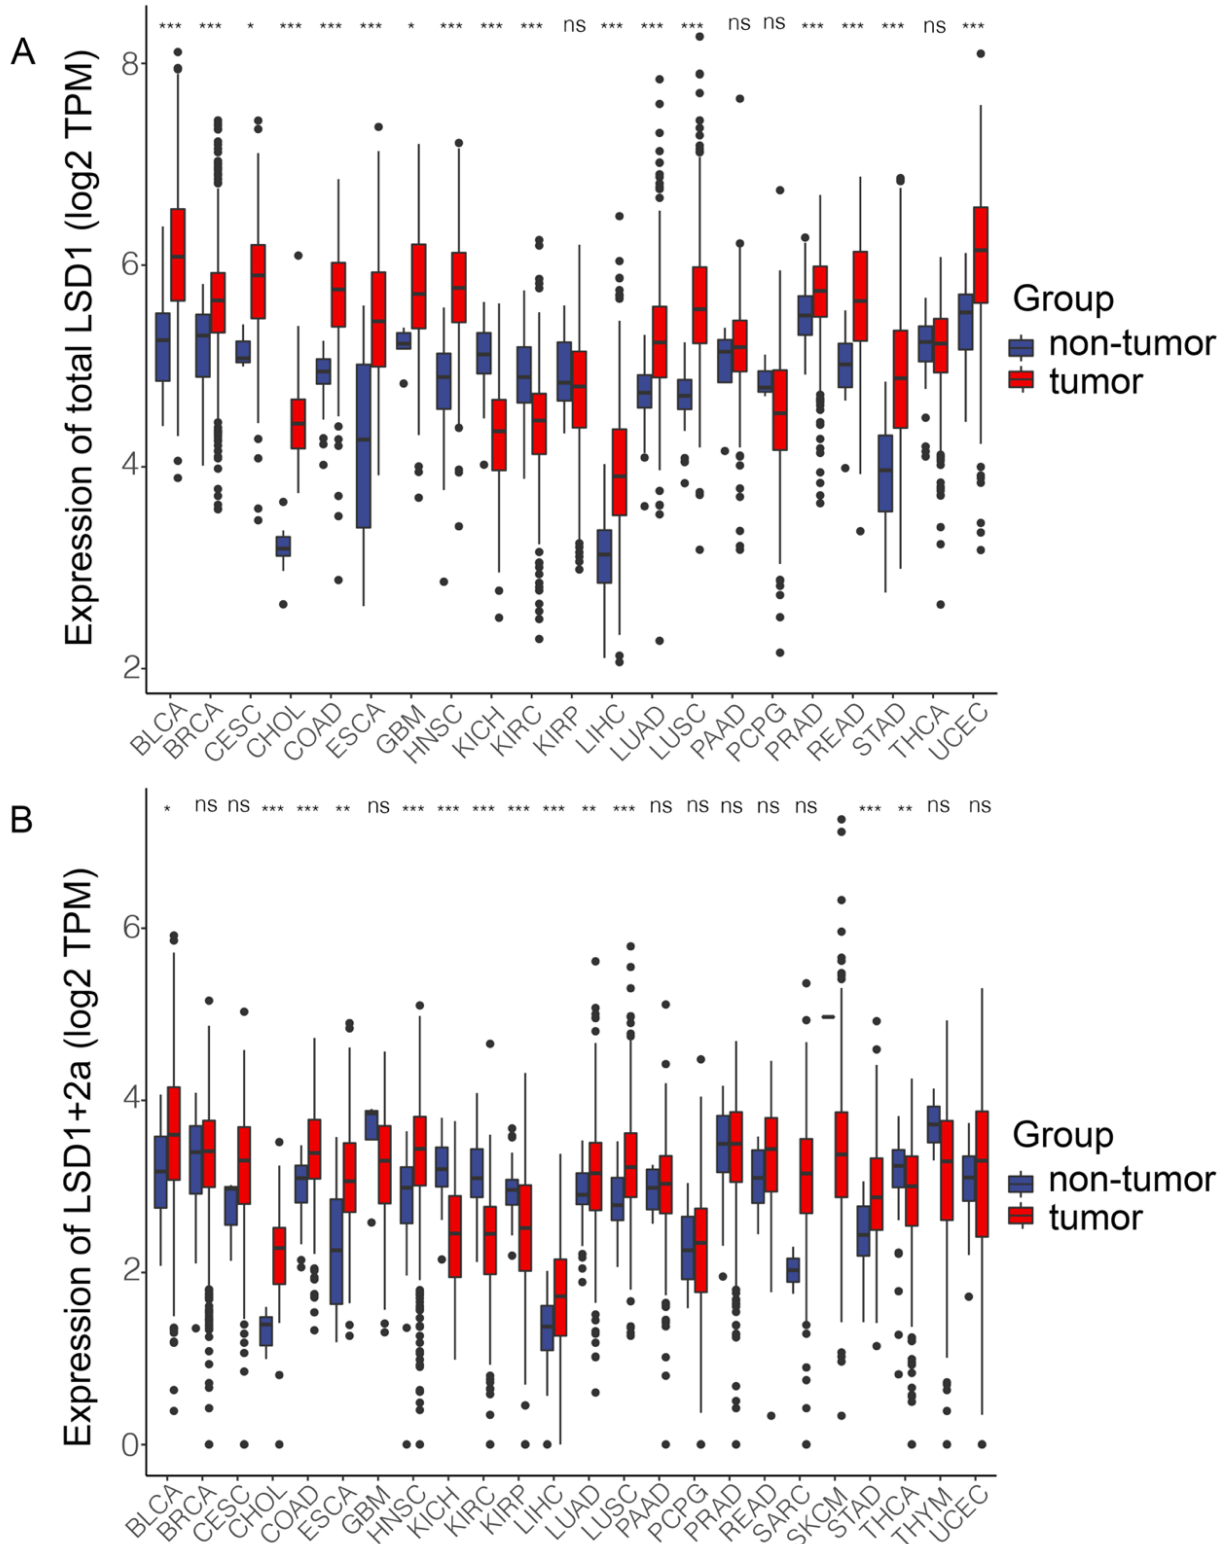 A
*** *** * *** *** *** * *** *** *** ns *** *** *** ns ns *** *** *** ns ***
Expression of total LSD1 (log2 TPM)
8
6
4
2
Group
non-tumor
tumor
BLCA BRCA CESC CHOL COAD ESCA GBM HNSC KICH KIRC KIRP LIHC LUAD LUSC PAAD PCPG PRAD READ STAD THCA UCEC
B
* ns ns *** *** ** ns *** *** *** *** *** ** *** ns ns ns ns ns *** ** ns ns
Expression of LSD1+2a (log2 TPM)
6
4
2
0
Group
non-tumor
tumor
BLCA BRCA CESC CHOL COAD ESCA GBM HNSC KICH KIRC KIRP LIHC LUAD LUSC PAAD PCPG PRAD READ SARC SKCM STAD THCA THYM UCEC